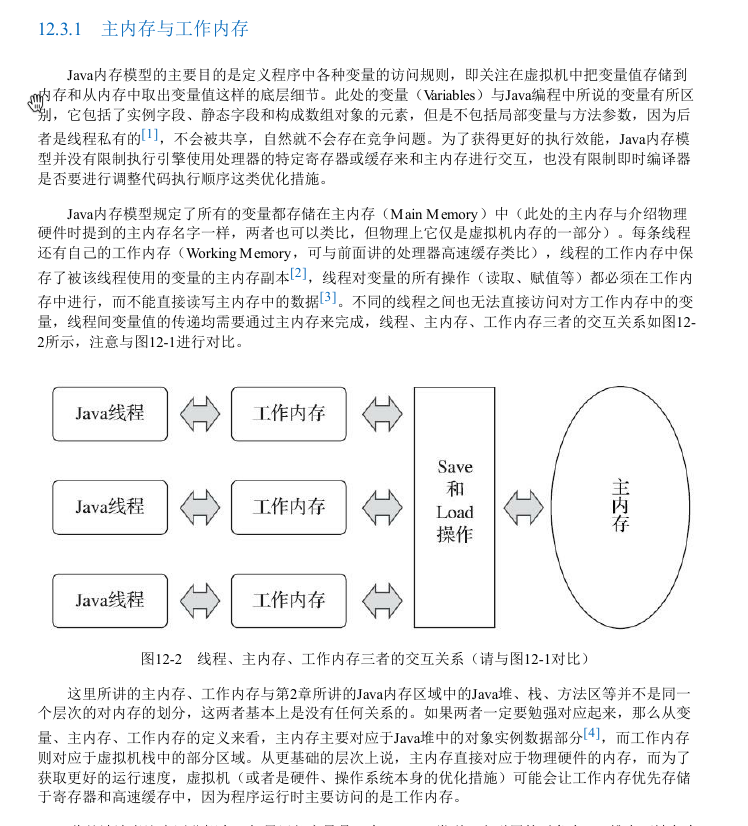 12.3.1 主内存与工作内存
Java内存模型的主要目的是定义程序中各种变量的访问规则，即关注在虚拟机中把变量值存储到
内存和从内存中取出变量值这样的底层细节。此处的变量（Variables）与Java编程中所说的变量有所区
别，它包括了实例字段、静态字段和构成数组对象的元素，但是不包括局部变量与方法参数，因为后
者是线程私有的[1]，不会被共享，自然就不会存在竞争问题。为了获得更好的执行效能，Java内存模
型并没有限制执行引擎使用处理器的特定寄存器或缓存来和主内存进行交互，也没有限制即时编译器
是否要进行调整代码执行顺序这类优化措施。
Java内存模型规定了所有的变量都存储在主内存（Main Memory）中（此处的主内存与介绍物理
硬件时提到的主内存名字一样，两者也可以类比，但物理上它仅是虚拟机内存的一部分）。每条线程
还有自己的工作内存（Working Memory，可与前面讲的处理器高速缓存类比），线程的工作内存中保
存了被该线程使用的变量的主内存副本[2]，线程对变量的所有操作（读取、赋值等）都必须在工作内
存中进行，而不能直接读写主内存中的数据[3]。不同的线程之间也无法直接访问对方工作内存中的变
量，线程间变量值的传递均需要通过主内存来完成，线程、主内存、工作内存三者的交互关系如图12-
2所示，注意与图12-1进行对比。
Java线程
工作内存
Java线程
工作内存
Java线程
工作内存
Save
和
Load
操作
主
内
存
图12-2 线程、主内存、工作内存三者的交互关系（请与图12-1对比）
这里所讲的主内存、工作内存与第2章所讲的Java内存区域中的Java堆、栈、方法区等并不是同一
个层次的对内存的划分，这两者基本上是没有任何关系的。如果两者一定要勉强对应起来，那么从变
量、主内存、工作内存的定义来看，主内存主要对应于Java堆中的对象实例数据部分[4]，而工作内存
则对应于虚拟机栈中的部分区域。从更基础的层次上说，主内存直接对应于物理硬件的内存，而为了
获取更好的运行速度，虚拟机（或者是硬件、操作系统本身的优化措施）可能会让工作内存优先存储
于寄存器和高速缓存中，因为程序运行时主要访问的是工作内存。